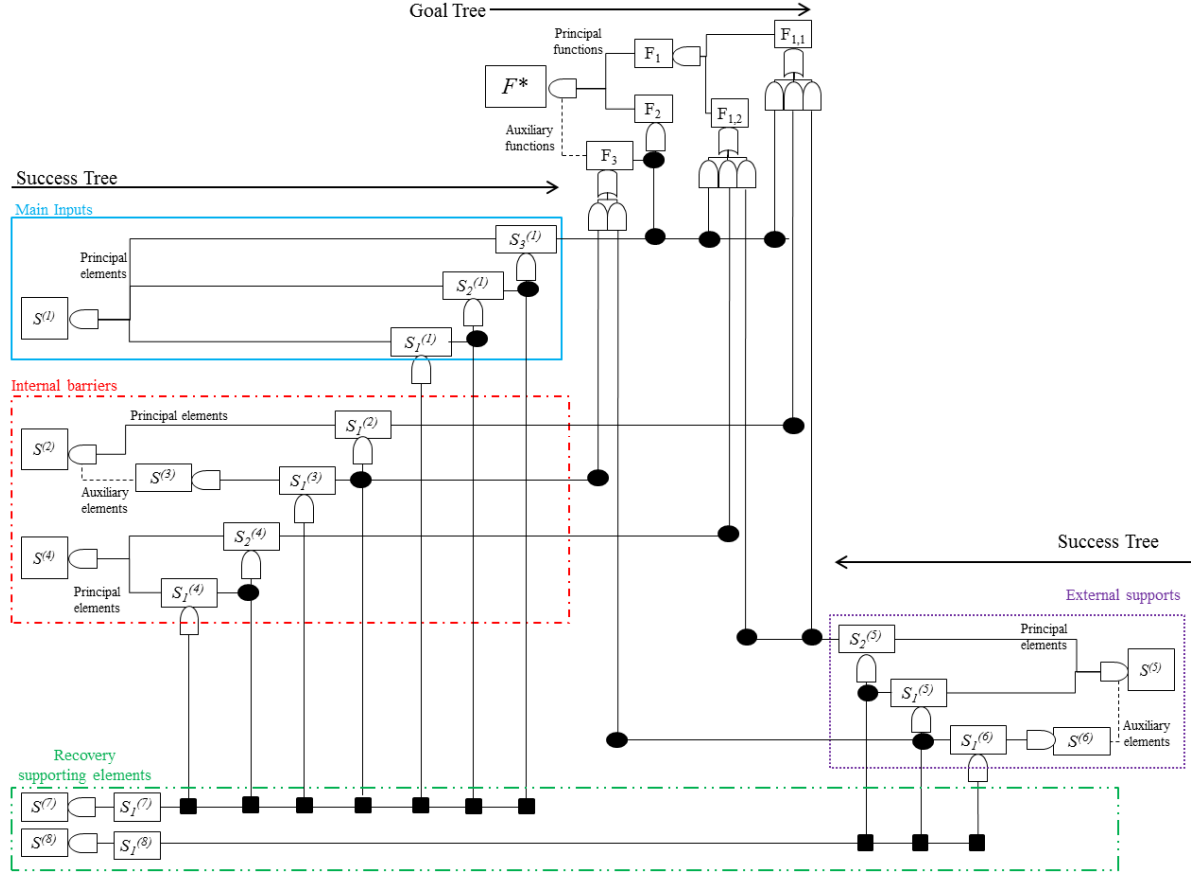 Goal Tree
Principal
functions
F₁
F₁,₁
F*
F₂
F₁,₂
Auxiliary
functions
F₃
Success Tree
Main Inputs
Principal
elements
S₃⁽¹⁾
S₂⁽¹⁾
S⁽¹⁾
S₁⁽¹⁾
Internal barriers
Principal elements
S₁⁽²⁾
S⁽²⁾
S⁽³⁾
S₁⁽³⁾
Auxiliary
elements
S₂⁽⁴⁾
S⁽⁴⁾
Principal
elements
S₁⁽⁴⁾
Success Tree
External supports
Principal
elements
S₂⁽⁵⁾
S⁽⁵⁾
S₁⁽⁵⁾
S₁⁽⁶⁾
S⁽⁶⁾
Auxiliary
elements
Recovery
supporting elements
S⁽⁷⁾
S₁⁽⁷⁾
S⁽⁸⁾
S₁⁽⁸⁾